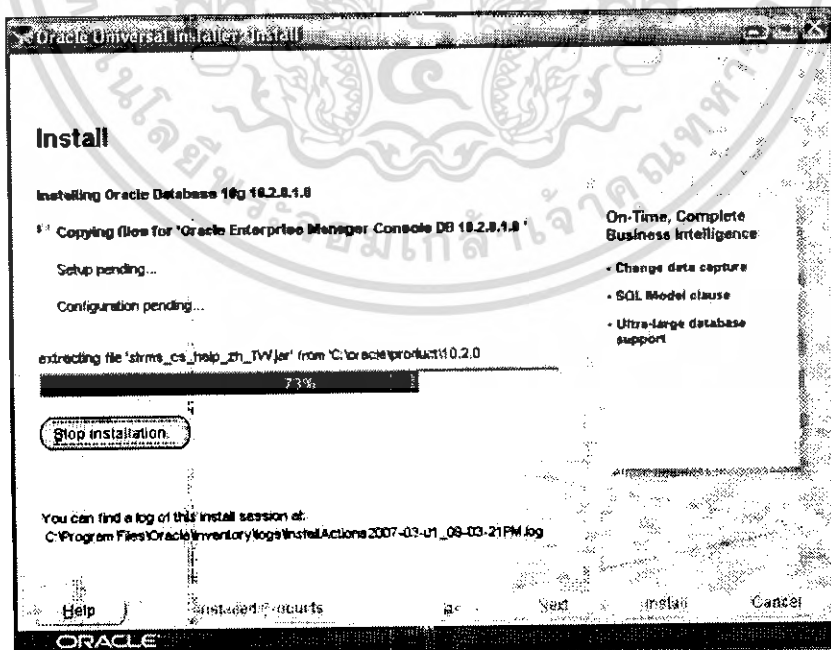 Oracle Universal Installer: Install
Install
Installing Oracle Database 10g 10.2.0.1.0
Copying files for 'Oracle Enterprise Manager Console DB 10.2.0.1.0 '
Setup pending...
Configuration pending...
extracting file 'strms_cs_help_zh_TW.jar' from 'C:\oracle\product\10.2.0
73%
Stop installation.
You can find a log of this install session at:
C:\Program Files\Oracle\Inventory\logs\installActions2007-03-01_08-03-21PM.log
On-Time, Complete
Business Intelligence
- Change data capture
- SQL Model clause
- Ultra-large database
support
Help Next Install Cancel
ORACLE